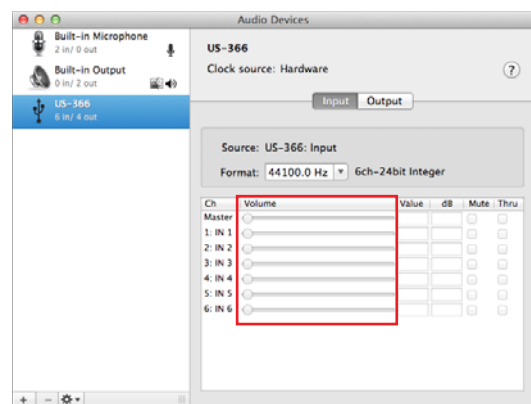 Audio Devices
Built-in Microphone
2 in/ 0 out
Built-in Output
0 in/ 2 out
US-366
6 in/ 4 out
US-366
Clock source: Hardware
?
Input Output
Source: US-366: Input
Format: 44100.0 Hz 6ch-24bit Integer
Ch Volume Value dB Mute Thru
Master
1: IN 1
2: IN 2
3: IN 3
4: IN 4
5: IN 5
6: IN 6